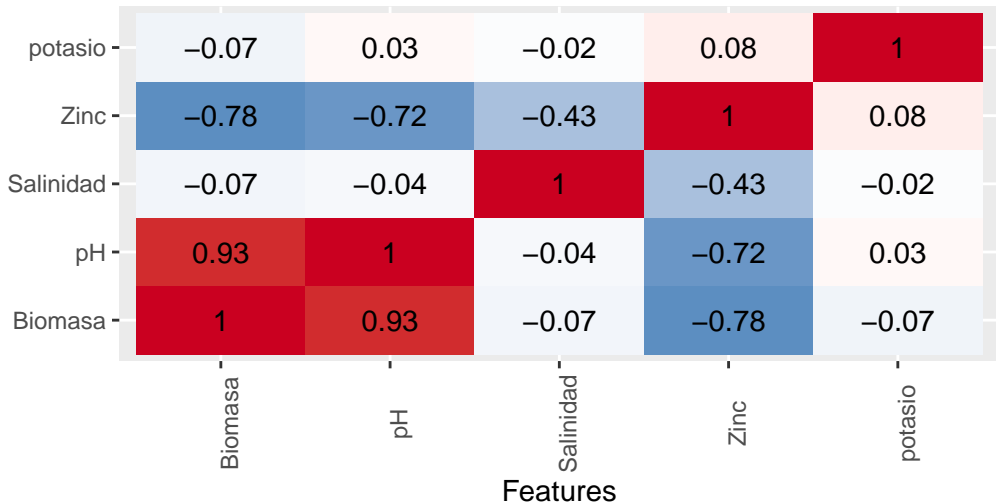 potasio −0.07 0.03 −0.02 0.08 1
Zinc −0.78 −0.72 −0.43 1 0.08
Salinidad −0.07 −0.04 1 −0.43 −0.02
pH 0.93 1 −0.04 −0.72 0.03
Biomasa 1 0.93 −0.07 −0.78 −0.07
Biomasa pH Salinidad Zinc potasio
Features